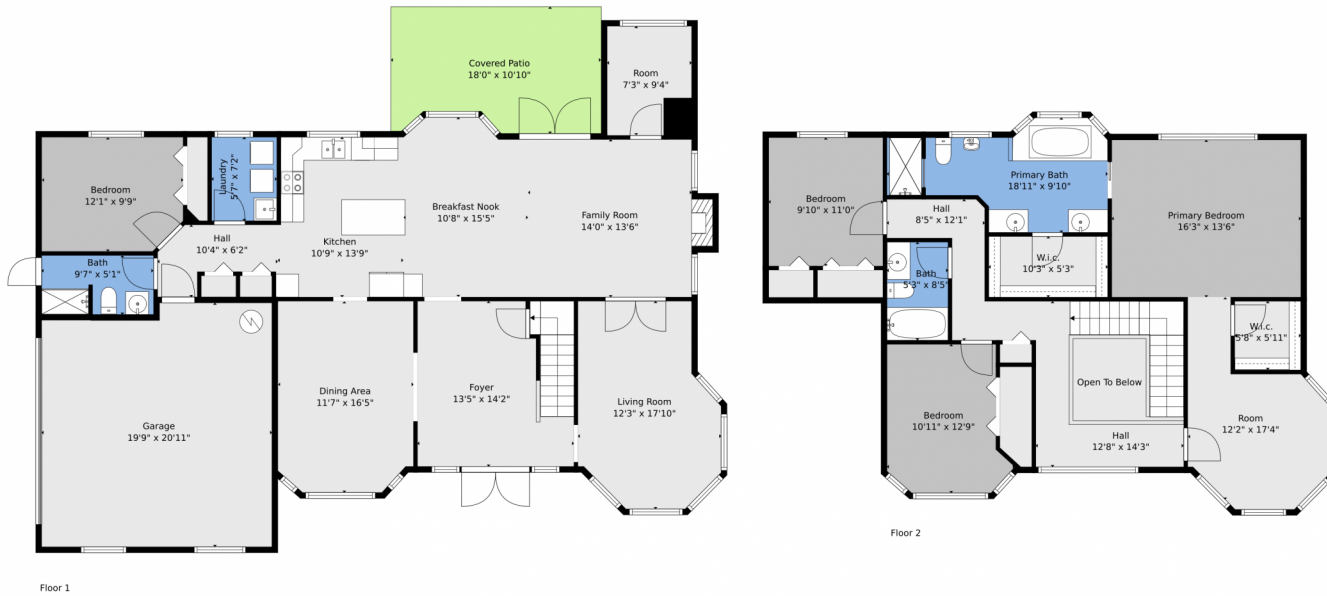 Covered Patio
18'0" x 10'10"
Room
7'3" x 9'4"
Bedroom
12'1" x 9'9"
Laundry
5'7" x 7'2"
Breakfast Nook
10'8" x 15'5"
Family Room
14'0" x 13'6"
Hall
10'4" x 6'2"
Kitchen
10'9" x 13'9"
Bath
9'7" x 5'1"
Garage
19'9" x 20'11"
Dining Area
11'7" x 16'5"
Foyer
13'5" x 14'2"
Living Room
12'3" x 17'10"
Floor 1
Bedroom
9'10" x 11'0"
Primary Bath
18'11" x 9'10"
Hall
8'5" x 12'1"
Primary Bedroom
16'3" x 13'6"
W.i.c.
10'3" x 5'3"
Bath
5'3" x 8'5"
W.i.c.
5'8" x 5'11"
Open To Below
Bedroom
10'11" x 12'9"
Hall
12'8" x 14'3"
Room
12'2" x 17'4"
Floor 2